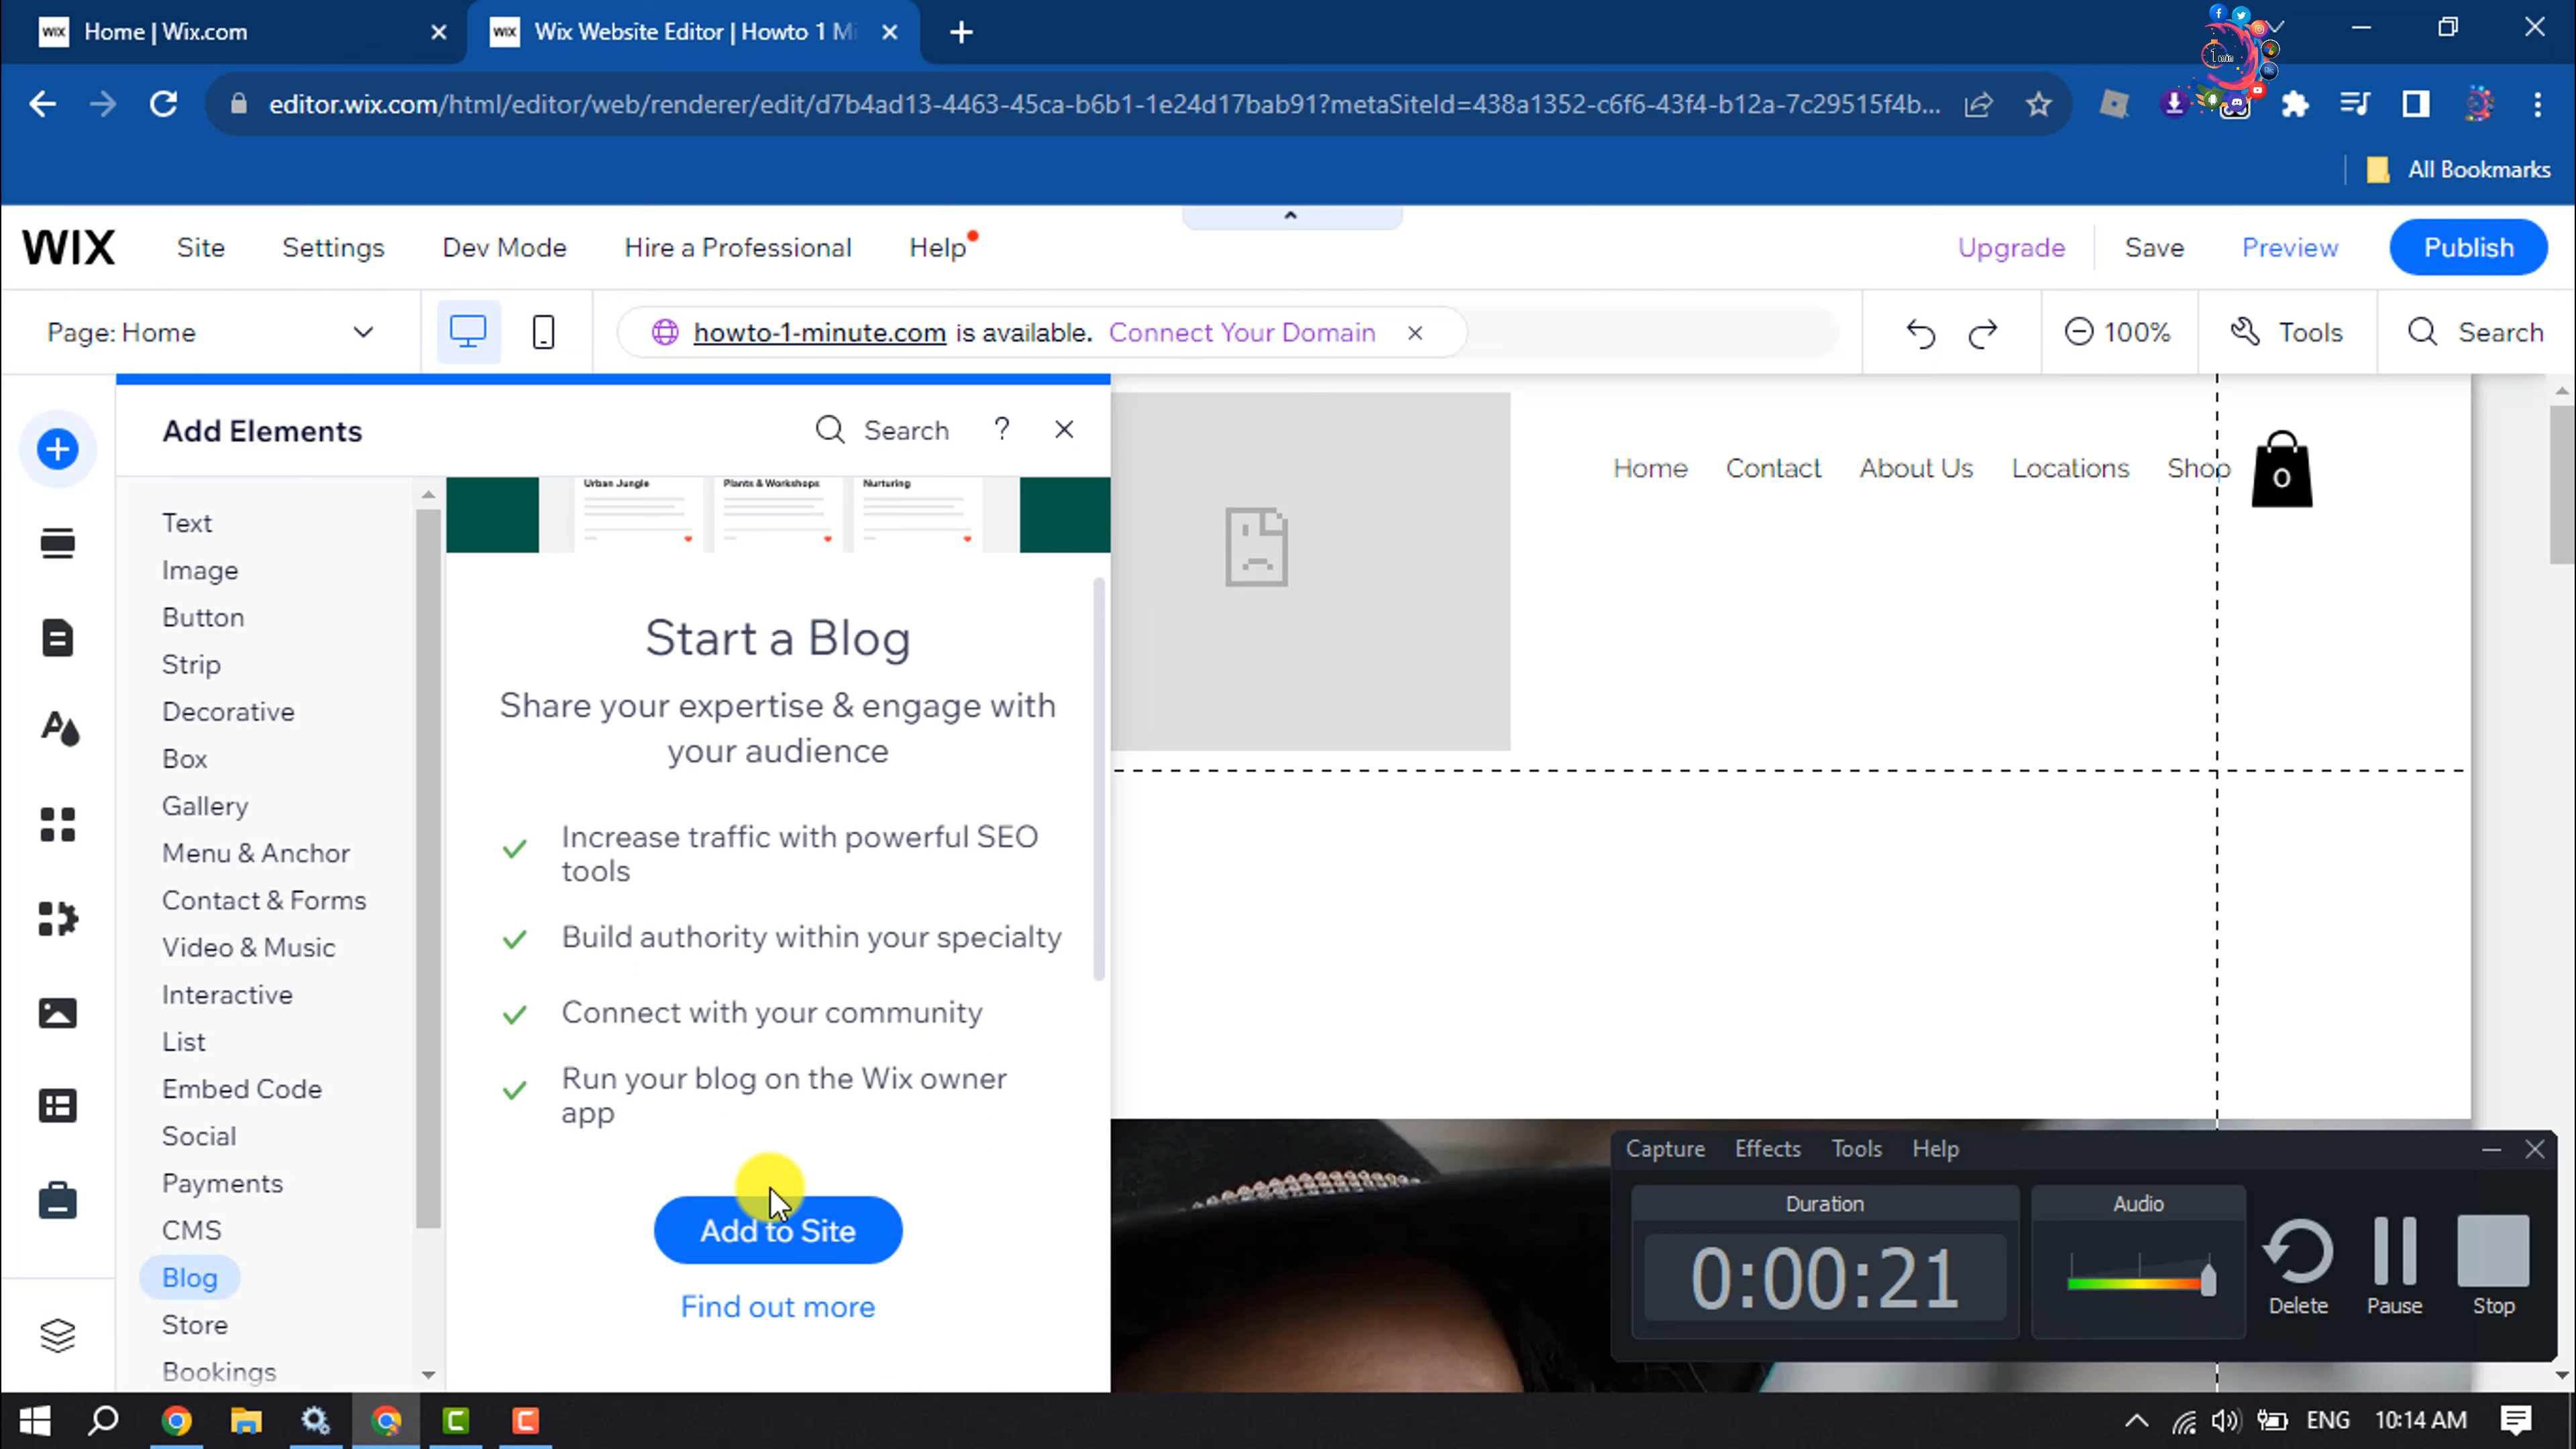 WIX Home | Wix.com
WIX Wix Website Editor | Howto 1 Mi
editor.wix.com/html/editor/web/renderer/edit/d7b4ad13-4463-45ca-b6b1-1e24d17bab91?metaSiteId=438a1352-c6f6-43f4-b12a-7c29515f4b...
All Bookmarks
WIX Site Settings Dev Mode Hire a Professional Help Upgrade Save Preview Publish
Page: Home howto-1-minute.com is available. Connect Your Domain 100% Tools Search
Add Elements Search ?
Home Contact About Us Locations Shop 0
Urban Jungle Plants & Workshops Nurturing
Text
Image
Button
Strip
Decorative
Box
Gallery
Menu & Anchor
Contact & Forms
Video & Music
Interactive
List
Embed Code
Social
Payments
CMS
Blog
Store
Bookings
Start a Blog
Share your expertise & engage with
your audience
Increase traffic with powerful SEO
tools
Build authority within your specialty
Connect with your community
Run your blog on the Wix owner
app
Add to Site
Find out more
Capture Effects Tools Help
Duration Audio
0:00:21
Delete Pause Stop
ENG 10:14 AM